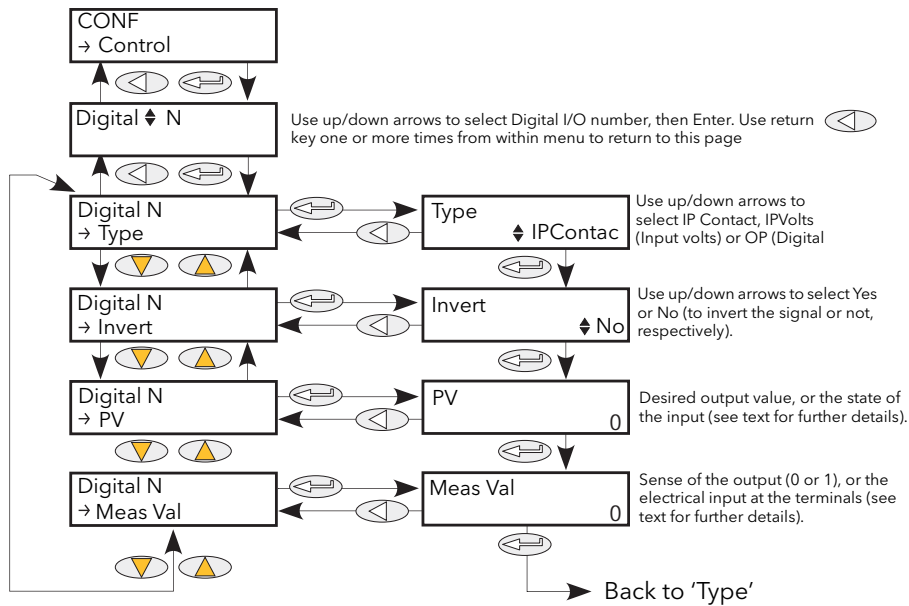 CONF
→ Control
Digital N
Use up/down arrows to select Digital I/O number, then Enter. Use return
key one or more times from within menu to return to this page
Digital N
→ Type
Type
IPContac
Use up/down arrows to
select IP Contact, IPVolts
(Input volts) or OP (Digital
Digital N
→ Invert
Invert
No
Use up/down arrows to select Yes
or No (to invert the signal or not,
respectively).
Digital N
→ PV
PV
0
Desired output value, or the state of
the input (see text for further details).
Digital N
→ Meas Val
Meas Val
0
Sense of the output (0 or 1), or the
electrical input at the terminals (see
text for further details).
Back to ‘Type’